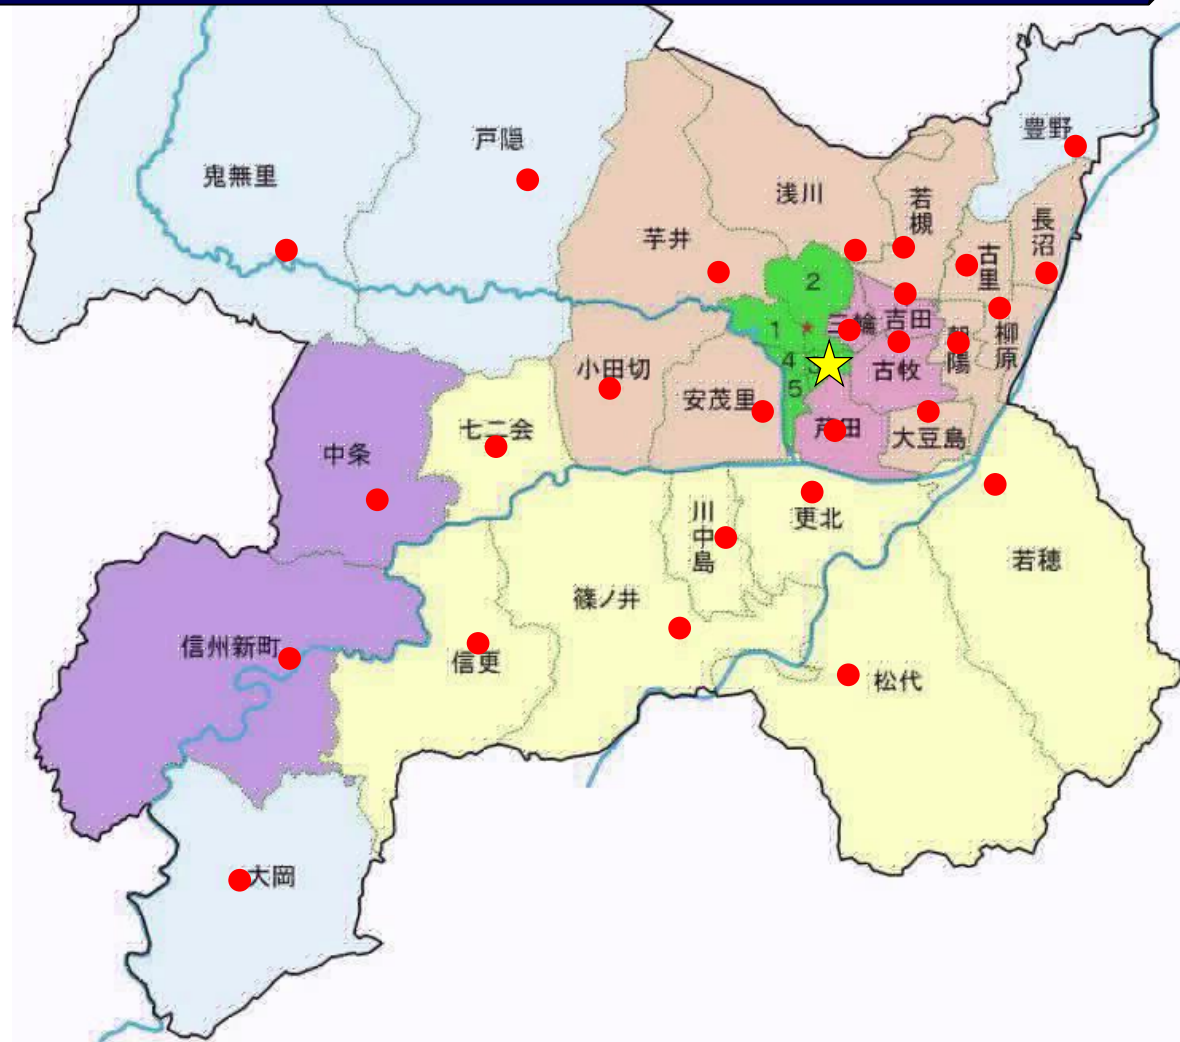 豊野
戸隠
鬼無里
浅川
若槻
長沼
芋井
古里
2
1
三輪
吉田
朝陽
柳原
4
3
小田切
古牧
5
安茂里
七二会
芹田
大豆島
中条
川中島
更北
若穂
篠ノ井
信州新町
信更
松代
大岡